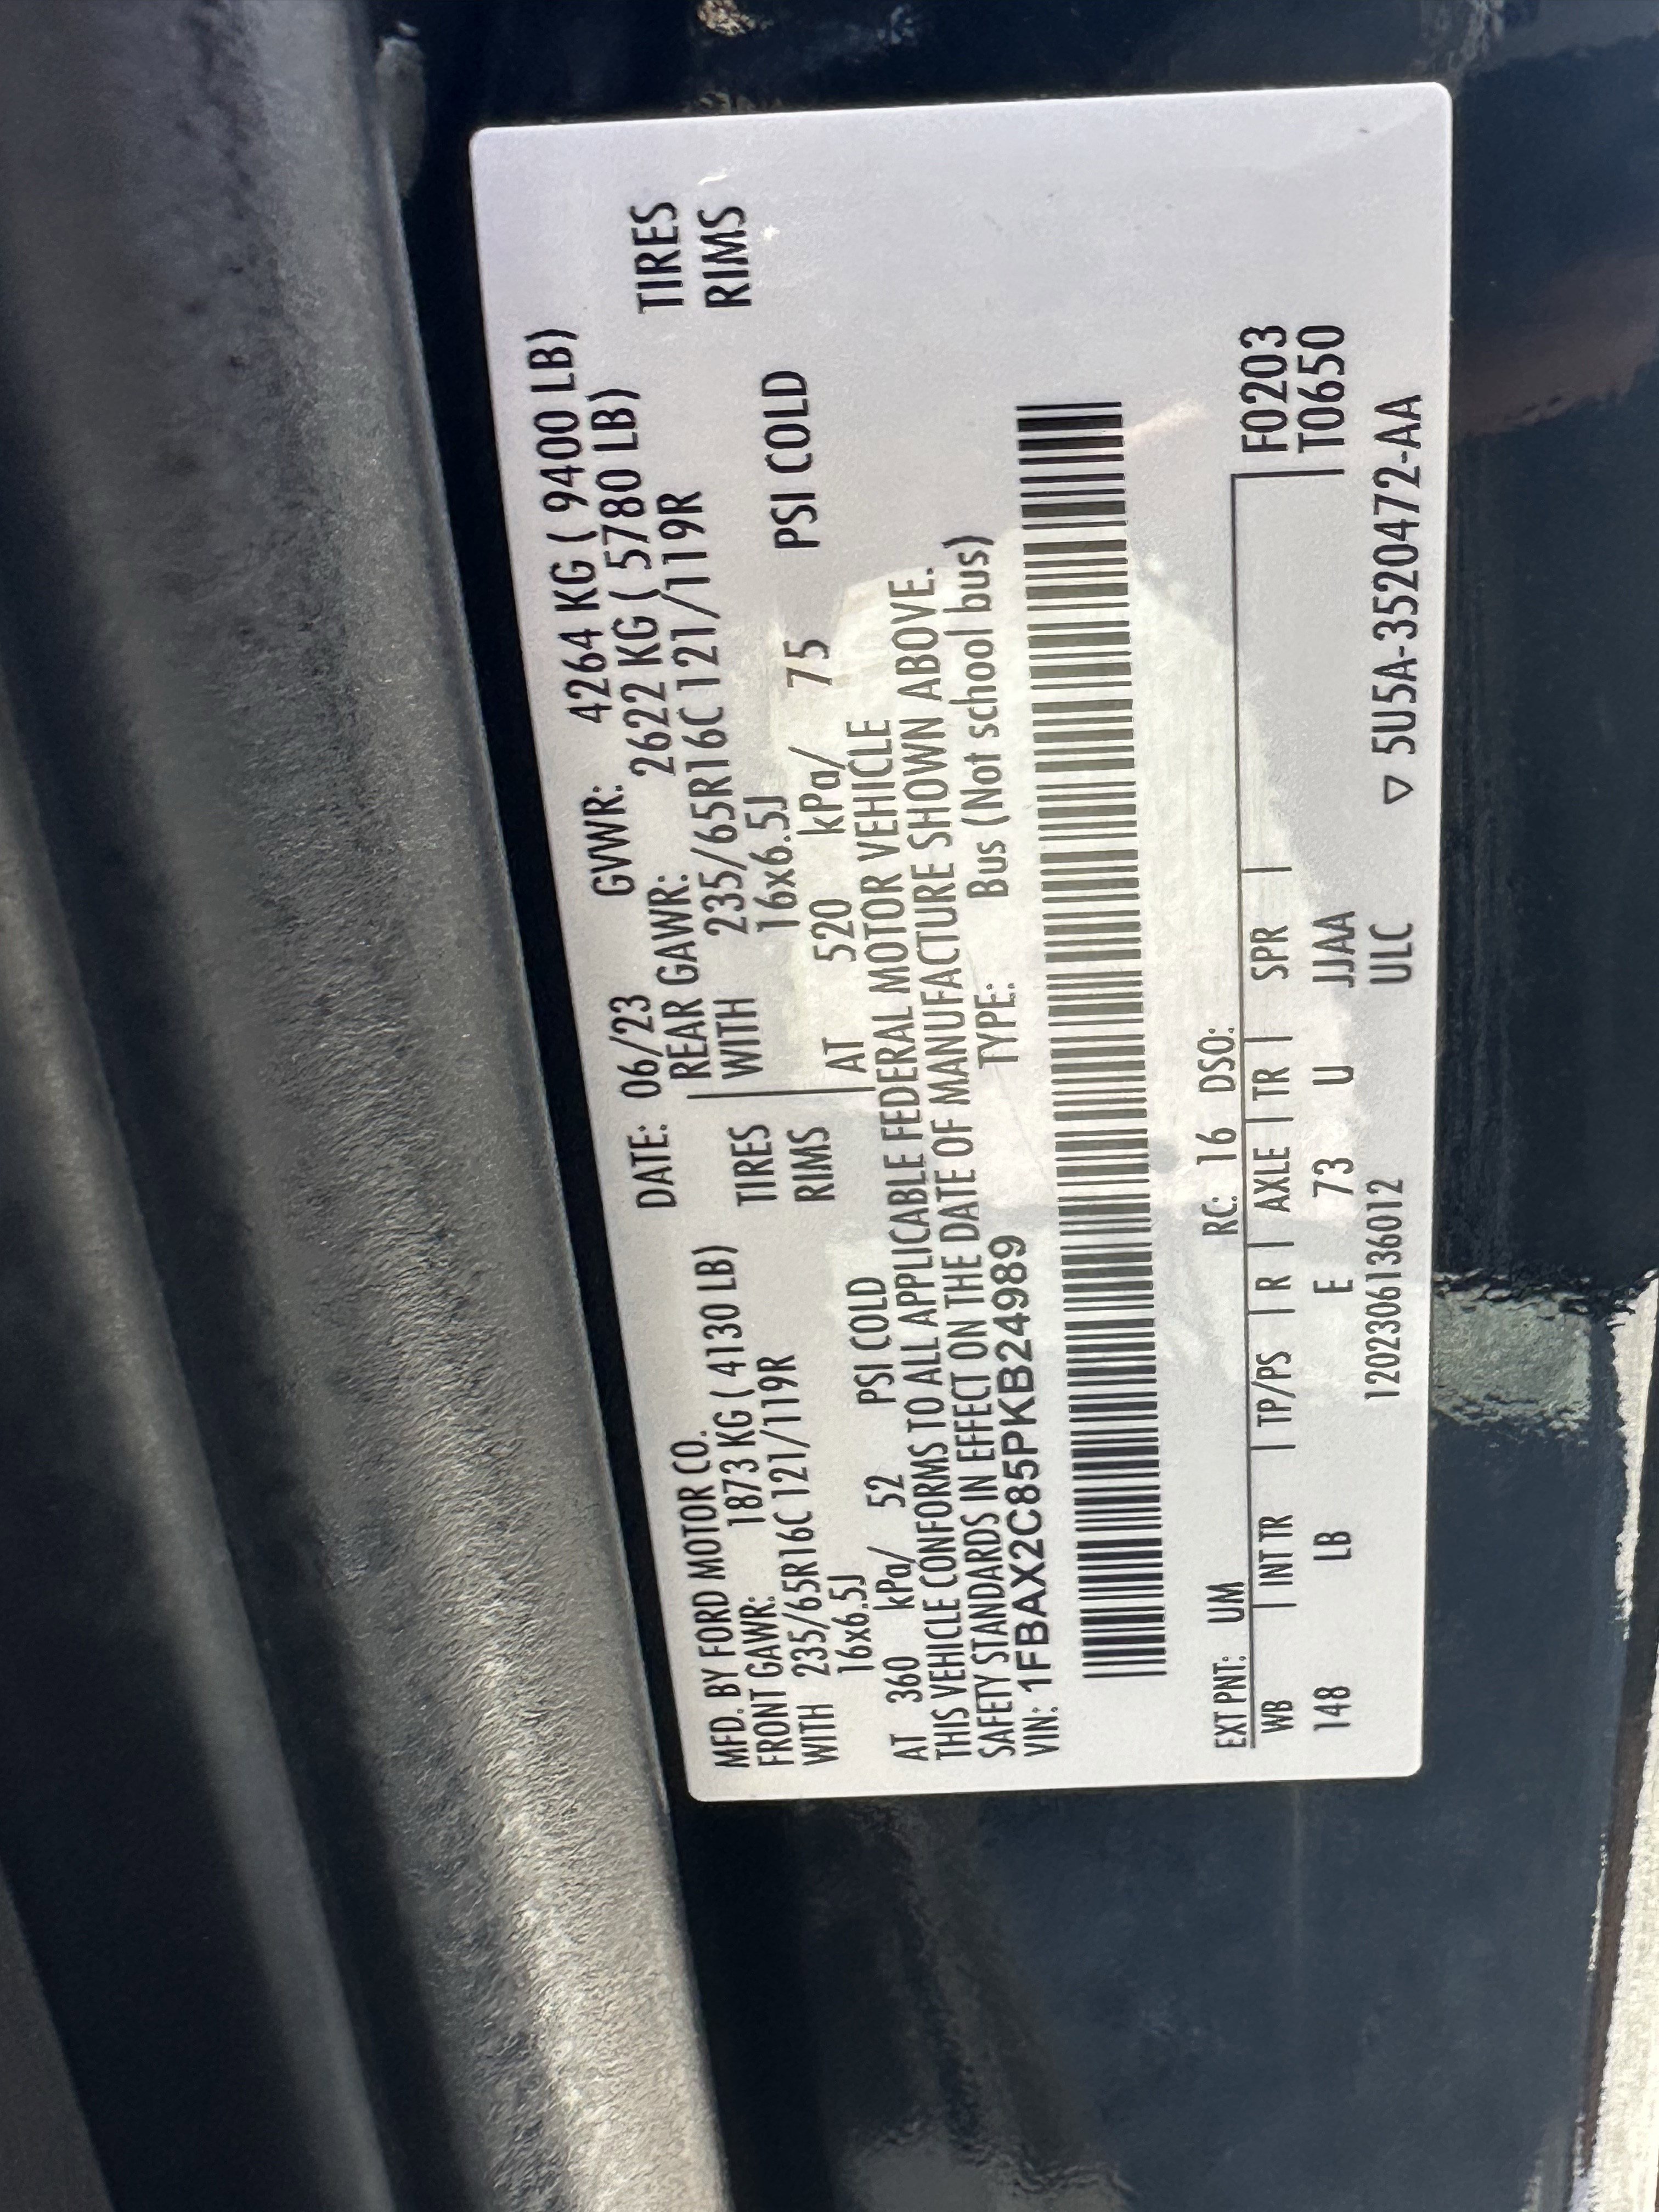 MFD. BY FORD MOTOR CO. DATE: 06/23 GVWR: 4264 KG ( 9400 LB)
FRONT GAWR: 1873 KG ( 4130 LB) REAR GAWR: 2622 KG ( 5780 LB)
WITH 235/65R16C 121/119R TIRES WITH 235/65R16C 121/119R TIRES
16x6.5J RIMS 16x6.5J RIMS
AT 360 kPa/ 52 PSI COLD AT 520 kPa/ 75 PSI COLD
THIS VEHICLE CONFORMS TO ALL APPLICABLE FEDERAL MOTOR VEHICLE
SAFETY STANDARDS IN EFFECT ON THE DATE OF MANUFACTURE SHOWN ABOVE.
VIN: 1FBAX2C85PKB24989 TYPE: Bus (Not school bus)
EXT PNT: UM RC: 16 DSO: F0203
WB | INT TR | TP/PS | R | AXLE | TR | SPR | T0650
148 LB E 73 U JJAA
1202306136012 ULC ▽ 5U5A-3520472-AA